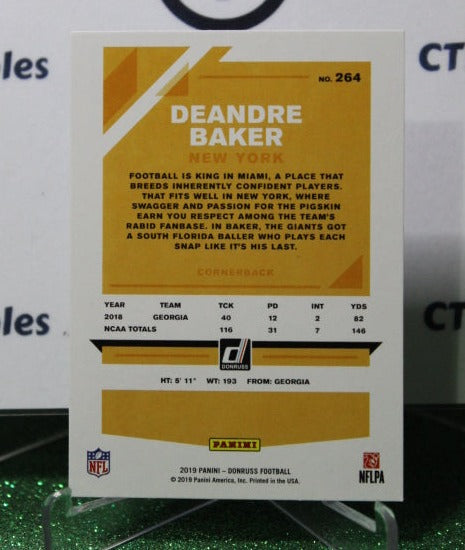 CT
bles
NO. 264
DEANDRE
BAKER
NEW YORK
FOOTBALL IS KING IN MIAMI, A PLACE THAT
BREEDS INHERENTLY CONFIDENT PLAYERS.
THAT FITS WELL IN NEW YORK, WHERE
SWAGGER AND PASSION FOR THE PIGSKIN
EARN YOU RESPECT AMONG THE TEAM'S
RABID FANBASE. IN BAKER, THE GIANTS GOT
A SOUTH FLORIDA BALLER WHO PLAYS EACH
SNAP LIKE IT'S HIS LAST.
CORNERBACK
YEAR TEAM TCK PD INT YDS
2018 GEORGIA 40 12 2 82
NCAA TOTALS 116 31 7 146
bles
CT
d
DONRUSS
HT: 5' 11" WT: 193 FROM: GEORGIA
PANINI
NFL
NFLPA
2019 PANINI – DONRUSS FOOTBALL
© 2019 Panini America, Inc. Printed in the USA.